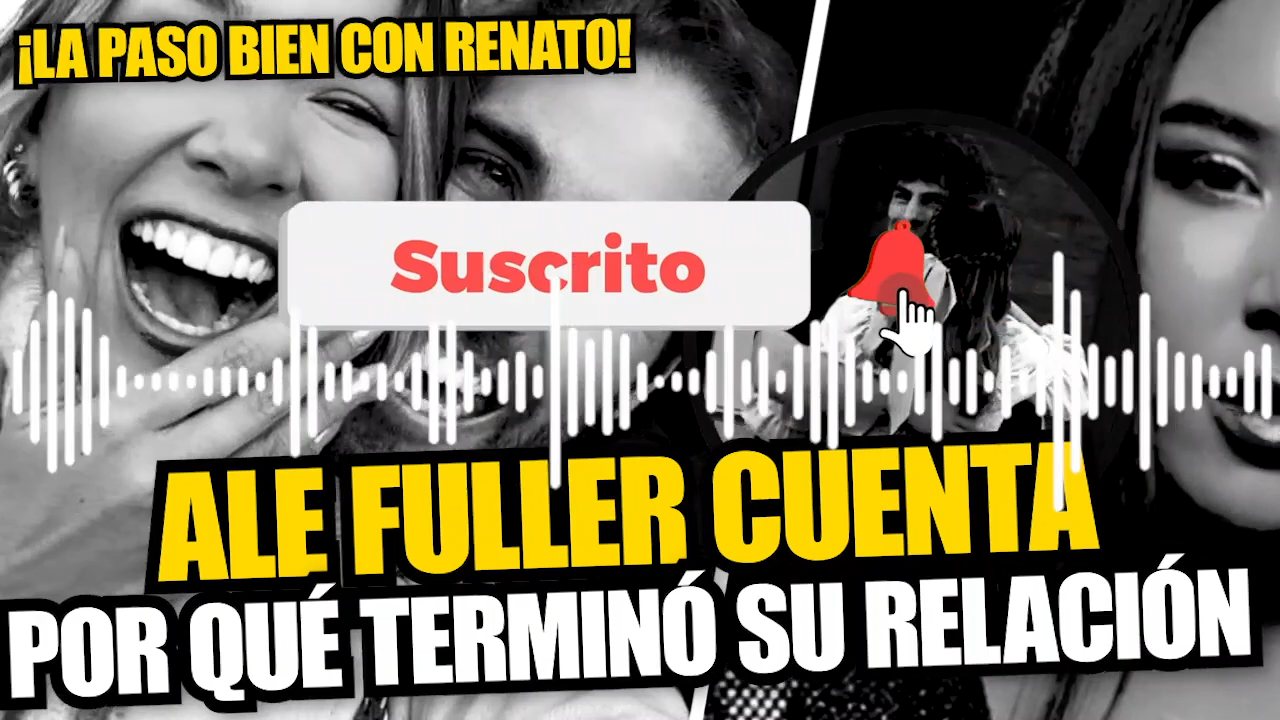 ¡LA PASO BIEN CON RENATO!
Suscrito
ALE FULLER CUENTA
POR QUÉ TERMINÓ SU RELACIÓN